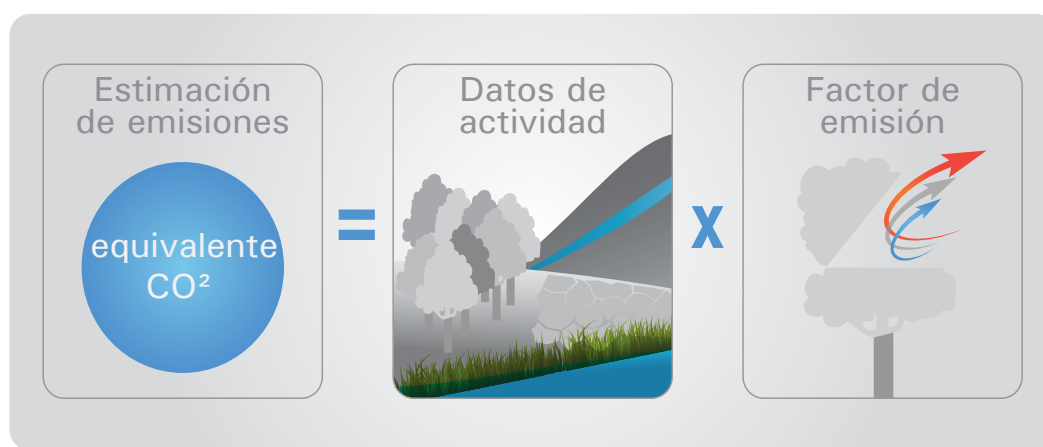 Estimación
de emisiones
equivalente
CO²
=
Datos de
actividad
x
Factor de
emisión